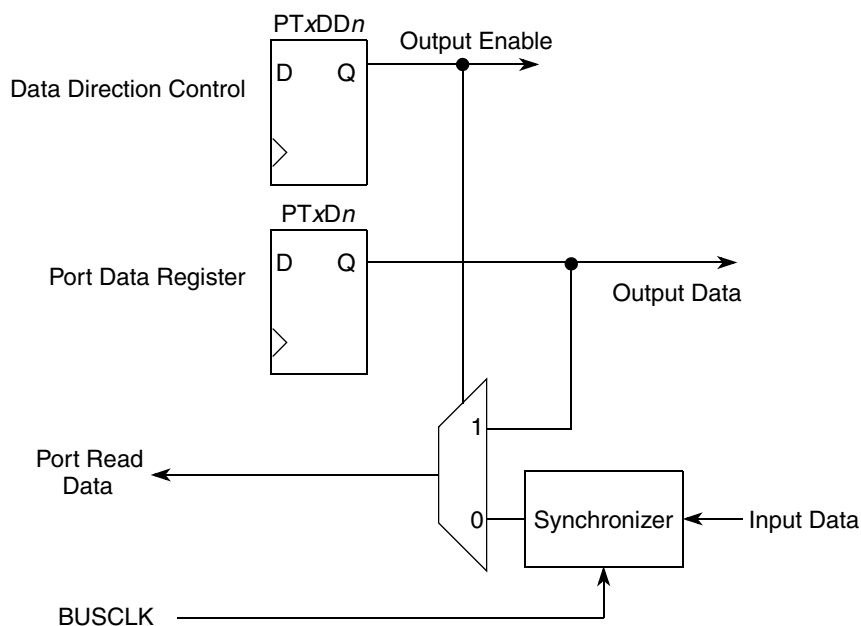 PTxDDn
Output Enable
D Q
Data Direction Control
PTxDn
D Q
Port Data Register
Output Data
1
Port Read
Data
0
Synchronizer
Input Data
BUSCLK